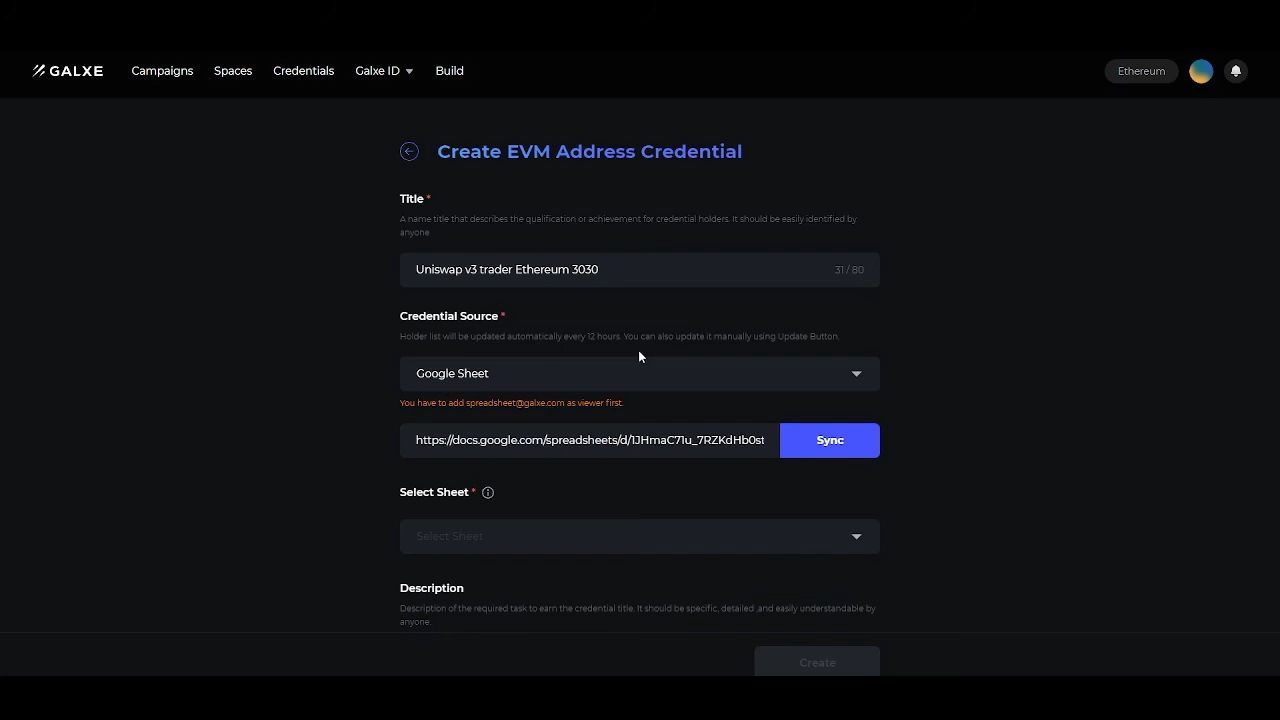 GALXE
Campaigns
Spaces
Credentials
Galxe ID
Build
Ethereum
Create EVM Address Credential
Title *
A name title that describes the qualification or achievement for credential holders. It should be easily identified by
anyone
Uniswap v3 trader Ethereum 3030
31 / 80
Credential Source *
Holder list will be updated automatically every 12 hours. You can also update it manually using Update Button.
Google Sheet
You have to add spreadsheet@galxe.com as viewer first.
https://docs.google.com/spreadsheets/d/1JHmaC71u_7RZKdHb0st
Sync
Select Sheet *
Select Sheet
Description
Description of the required task to earn the credential title. It should be specific, detailed ,and easily understandable by
anyone.
Create